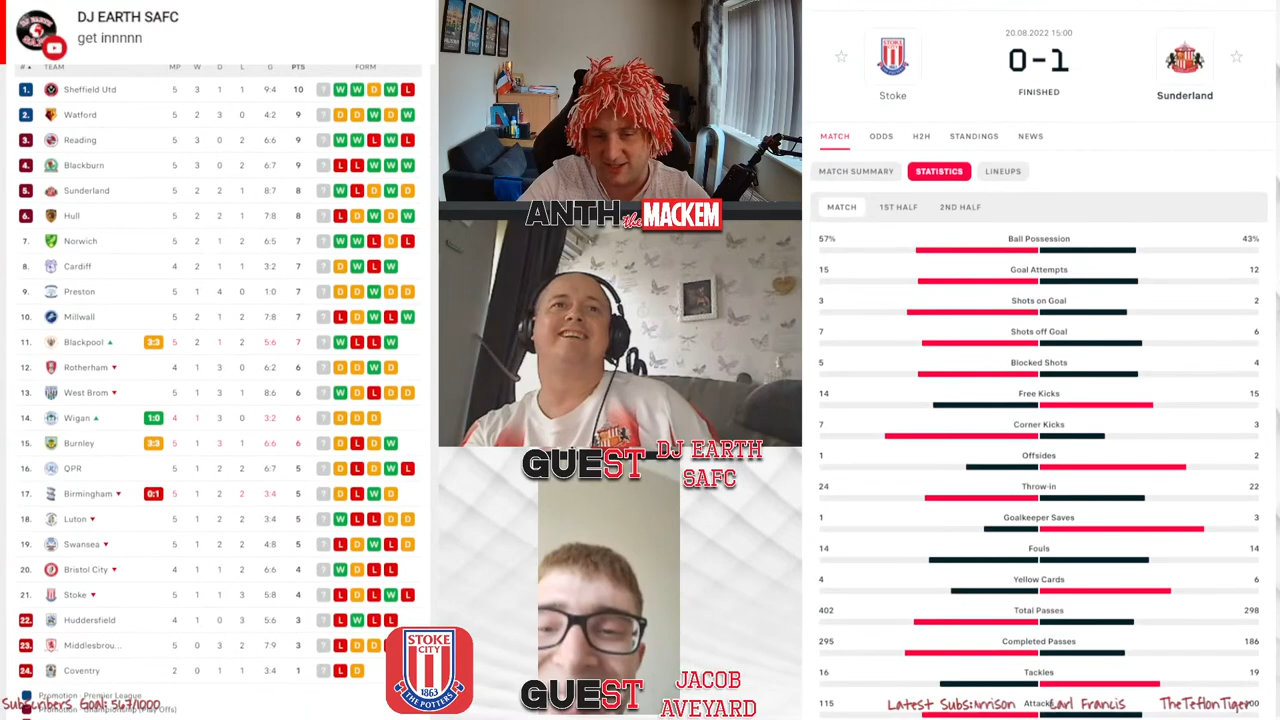 DJ EARTH SAFC
get innnnn
# TEAM MP W D L G PTS FORM
1. Sheffield Utd 5 3 1 1 9:4 10 ? W W D W L
2. Watford 5 2 3 0 4:2 9 ? D D W D W
3. Reading 5 3 0 2 6:6 9 ? W W L W L
4. Blackburn 5 3 0 2 6:7 9 ? L L W W W
5. Sunderland 5 2 2 1 8:7 8 ? W L D W D
6. Hull 5 2 2 1 7:8 8 ? L D W D W
7. Norwich 5 2 1 2 6:5 7 ? W W L D L
8. Cardiff 4 2 1 1 3:2 7 ? D W L W
9. Preston 5 1 4 0 1:0 7 ? D D W D D
10. Millwall 5 2 1 2 7:8 7 ? L D W L W
11. Blackpool 3:3 5 2 1 2 5:6 7 ? W L L W
12. Rotherham 4 1 3 0 6:2 6 ? D D W D
13. West Brom 5 1 3 1 8:6 6 ? W D L D D
14. Wigan 1:0 4 1 3 0 3:2 6 ? D D D
15. Burnley 3:3 5 1 3 1 6:6 6 ? D L D W
16. QPR 5 1 2 2 6:7 5 ? D L D W L
17. Birmingham 0:1 5 1 2 2 3:4 5 ? D L W D
18. Luton 5 1 2 2 3:4 5 ? W L L D D
19. Swansea 5 1 2 2 4:8 5 ? L D L W D
20. Bristol City 4 1 1 2 6:6 4 ? W D L L
21. Stoke 5 1 1 3 5:8 4 ? L D L W L
22. Huddersfield 4 1 0 3 5:6 3 ? L W L L
23. Middlesbrou... 5 0 3 2 7:9 3 ? L D D
24. Coventry 2 0 1 1 3:4 1 ? L D
Promotion - Premier League
Subscribers Goal: 567/1000
Promotion - Championship (Play Offs)
ANTH the MACKEM
GUEST DJ EARTH
SAFC
STOKE
CITY
1863
THE POTTERS
GUEST JACOB
AVEYARD
20.08.2022 15:00
0-1
FINISHED
Stoke Sunderland
MATCH ODDS H2H STANDINGS NEWS
MATCH SUMMARY STATISTICS LINEUPS
MATCH 1ST HALF 2ND HALF
57% Ball Possession 43%
15 Goal Attempts 12
3 Shots on Goal 2
7 Shots off Goal 6
5 Blocked Shots 4
14 Free Kicks 15
7 Corner Kicks 3
1 Offsides 2
24 Throw-in 22
1 Goalkeeper Saves 3
14 Fouls 14
4 Yellow Cards 6
402 Total Passes 298
295 Completed Passes 186
16 Tackles 19
115 Attack
Latest Subs: Carl Francis TheTeflonTiger